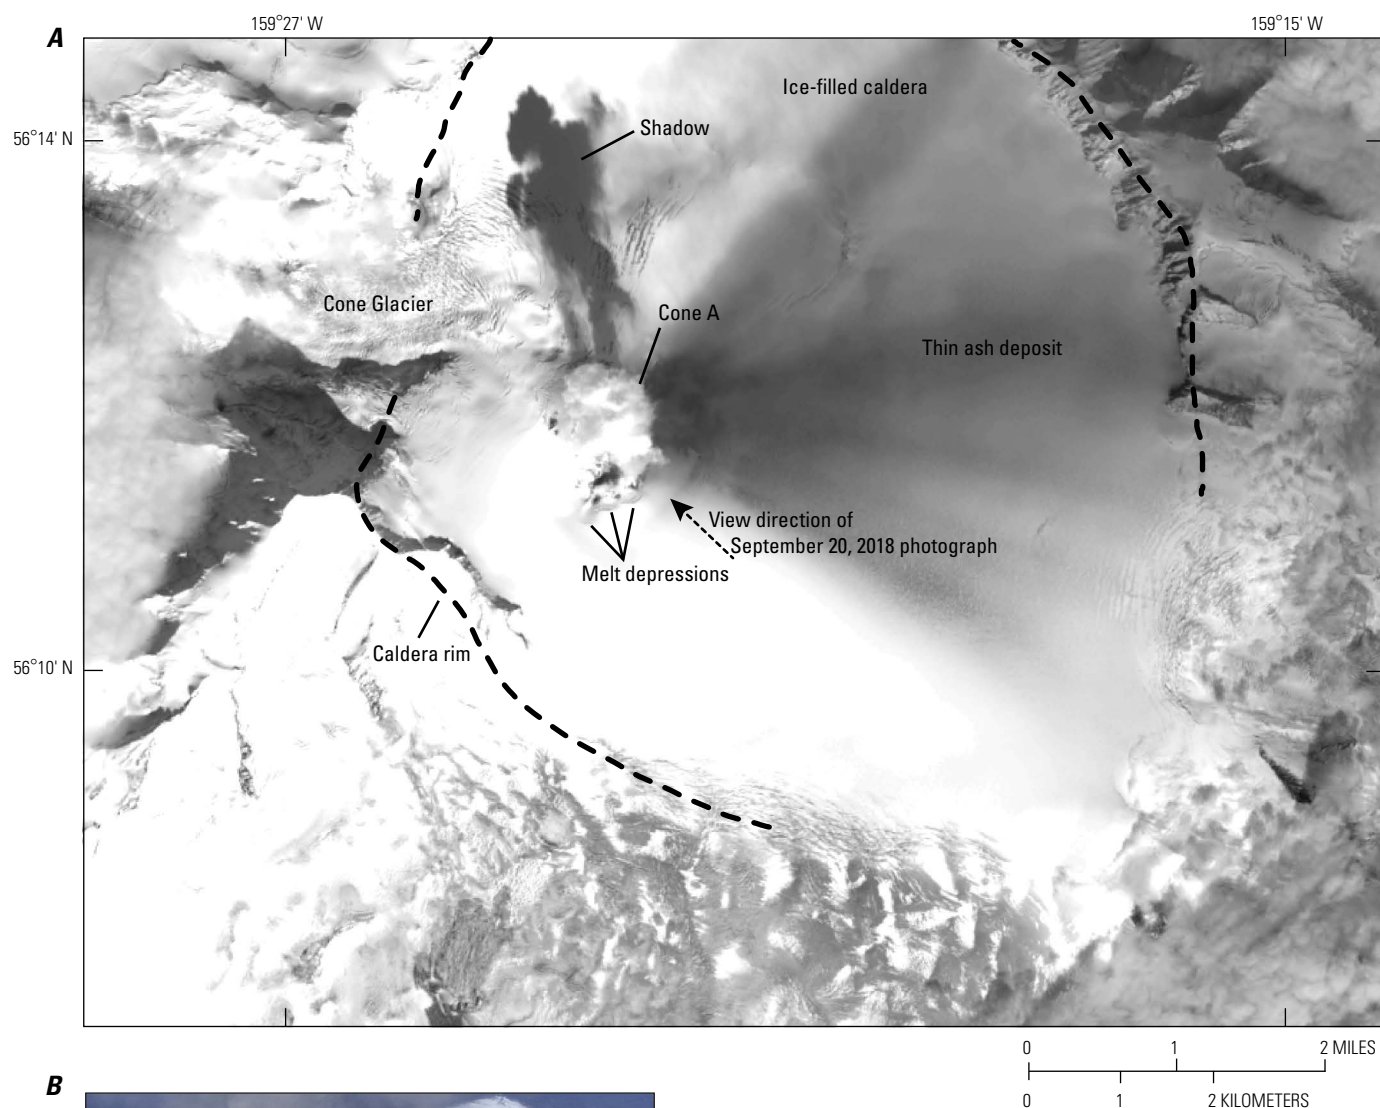 A
159°27' W
159°15' W
Ice-filled caldera
56°14' N
Shadow
Cone Glacier
Cone A
Thin ash deposit
View direction of
September 20, 2018 photograph
Melt depressions
Caldera rim
56°10' N
0 1 2 MILES
0 1 2 KILOMETERS
B